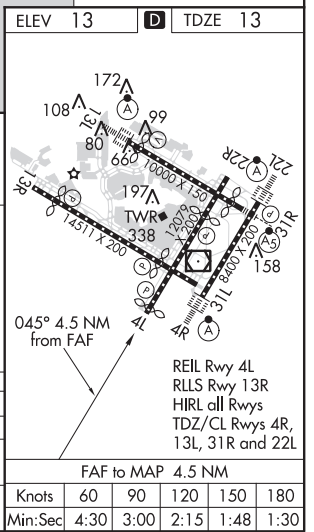 ELEV 13 D TDZE 13
172
A
108
13L
99
V
80
66
22R
A
22L
10000 X 150
13R
197
TWR
338
12079 X 200
P
31R
A5
158
14511 X 200
8400 X 200
P
P
31L
4L
4R
A
045° 4.5 NM
from FAF
REIL Rwy 4L
RLLS Rwy 13R
HIRL all Rwys
TDZ/CL Rwys 4R,
13L, 31R and 22L
FAF to MAP 4.5 NM
Knots 60 90 120 150 180
Min:Sec 4:30 3:00 2:15 1:48 1:30